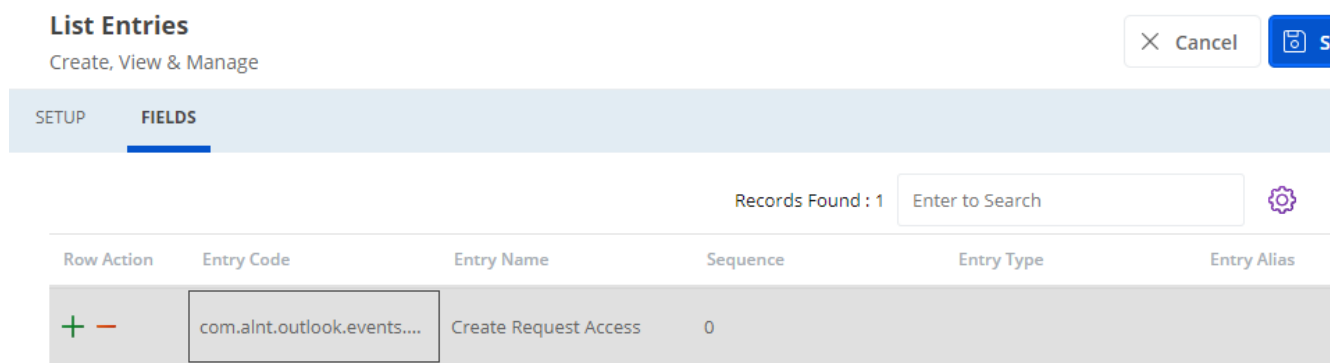 List Entries
Create, View & Manage
Cancel
S
SETUP FIELDS
Records Found : 1 Enter to Search
Row Action Entry Code Entry Name Sequence Entry Type Entry Alias
com.alnt.outlook.events.... Create Request Access 0